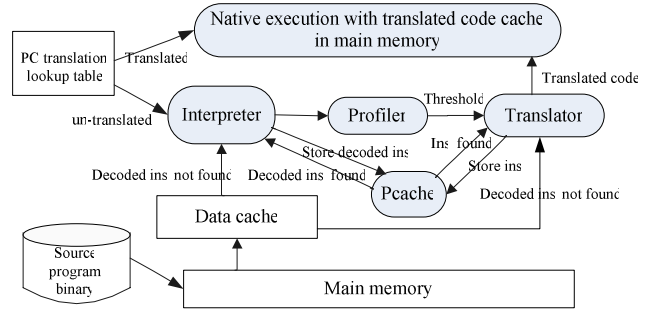 Native execution with translated code cache
in main memory
PC translation
lookup table
Translated
Translated code
un-translated
Interpreter
Profiler
Threshold
Translator
Store decoded ins
Ins found
Store ins
Decoded ins not found
Decoded ins found
Pcache
Decoded ins not found
Data cache
Source
program
binary
Main memory